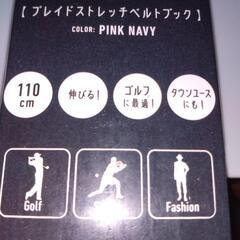 【 ブレイドストレッチベルトブック 】
COLOR: PINK NAVY
110
cm
伸びる!
ゴルフ
に最適!
タウンユース
にも!
Golf
Fashion